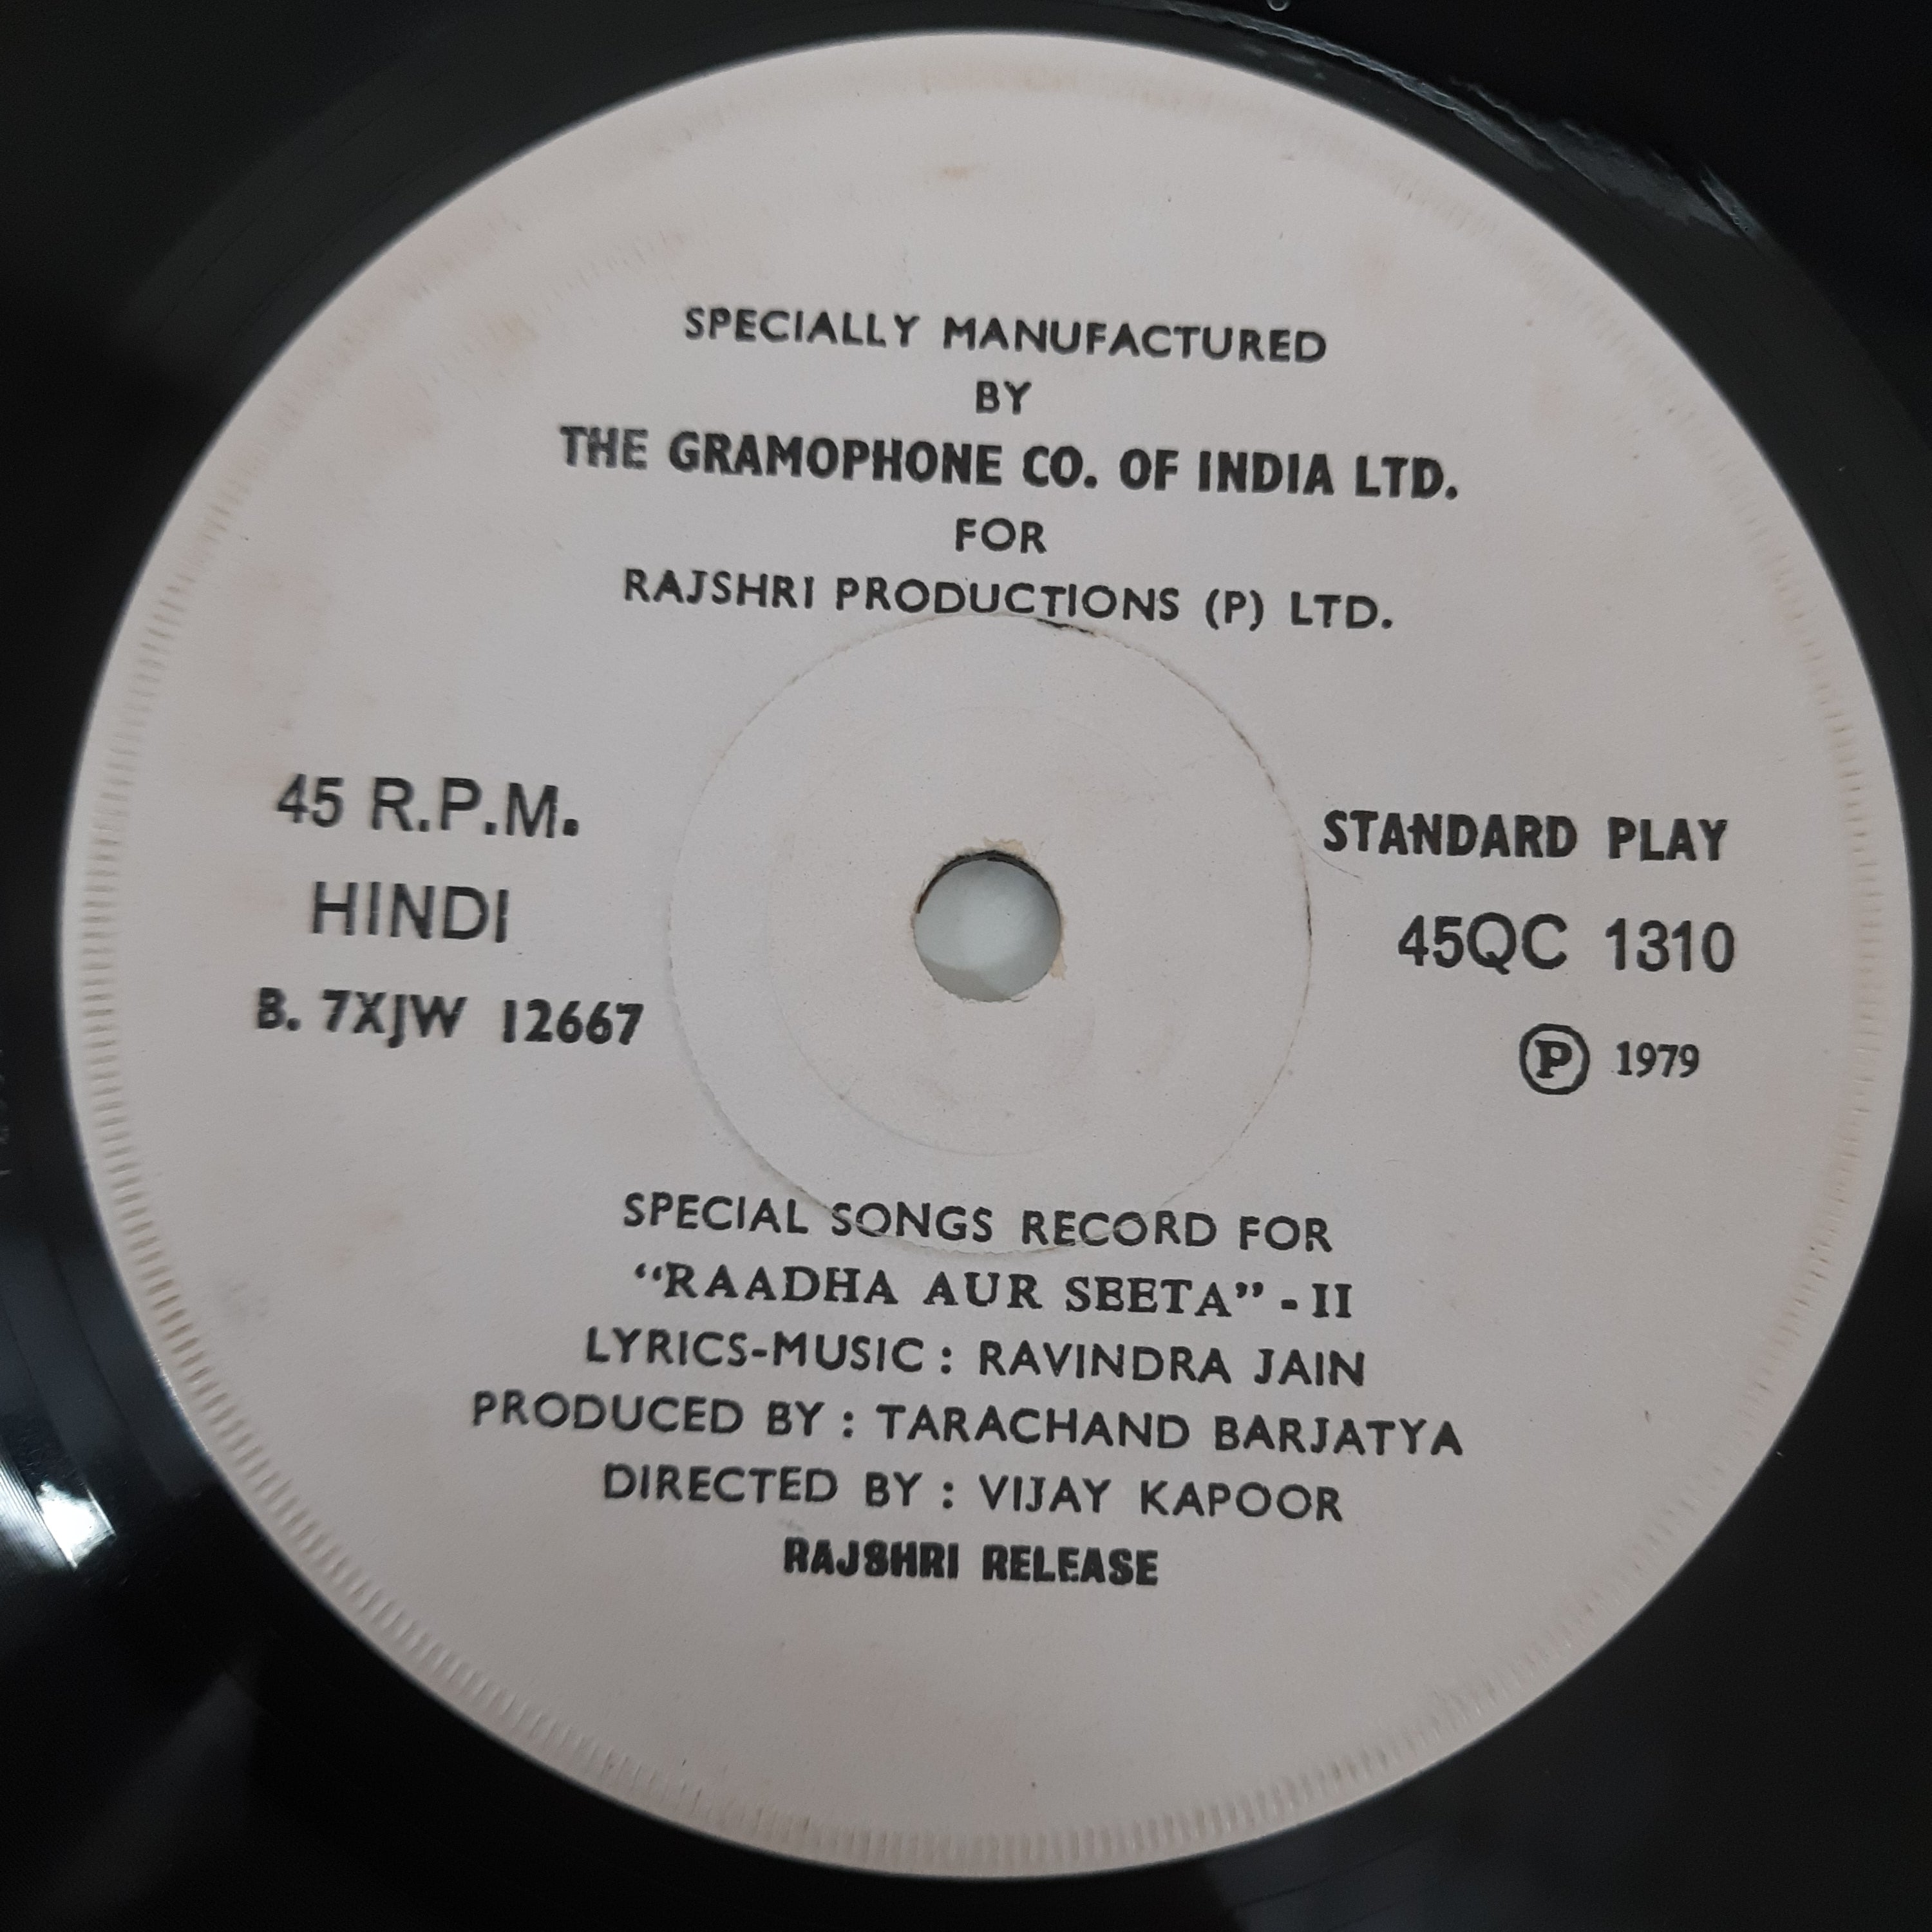 SPECIALLY MANUFACTURED
BY
THE GRAMOPHONE CO. OF INDIA LTD.
FOR
RAJSHRI PRODUCTIONS (P) LTD.
45 R.P.M.
HINDI
B. 7XJW 12667
STANDARD PLAY
45QC 1310
Ⓟ 1979
SPECIAL SONGS RECORD FOR
“RAADHA AUR SEETA” - II
LYRICS-MUSIC : RAVINDRA JAIN
PRODUCED BY : TARACHAND BARJATYA
DIRECTED BY : VIJAY KAPOOR
RAJSHRI RELEASE